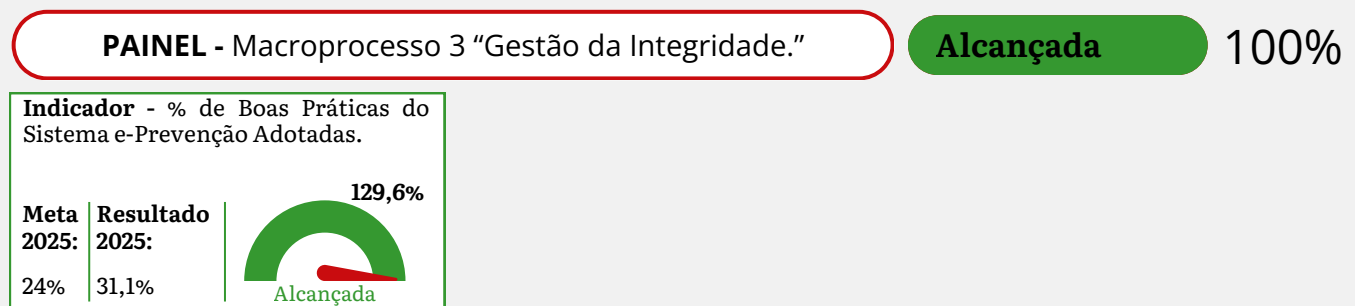 PAINEL - Macroprocesso 3 “Gestão da Integridade.”
Alcançada
100%
Indicador - % de Boas Práticas do
Sistema e-Prevenção Adotadas.
129,6%
Meta
2025:
Resultado
2025:
24%
31,1%
Alcançada